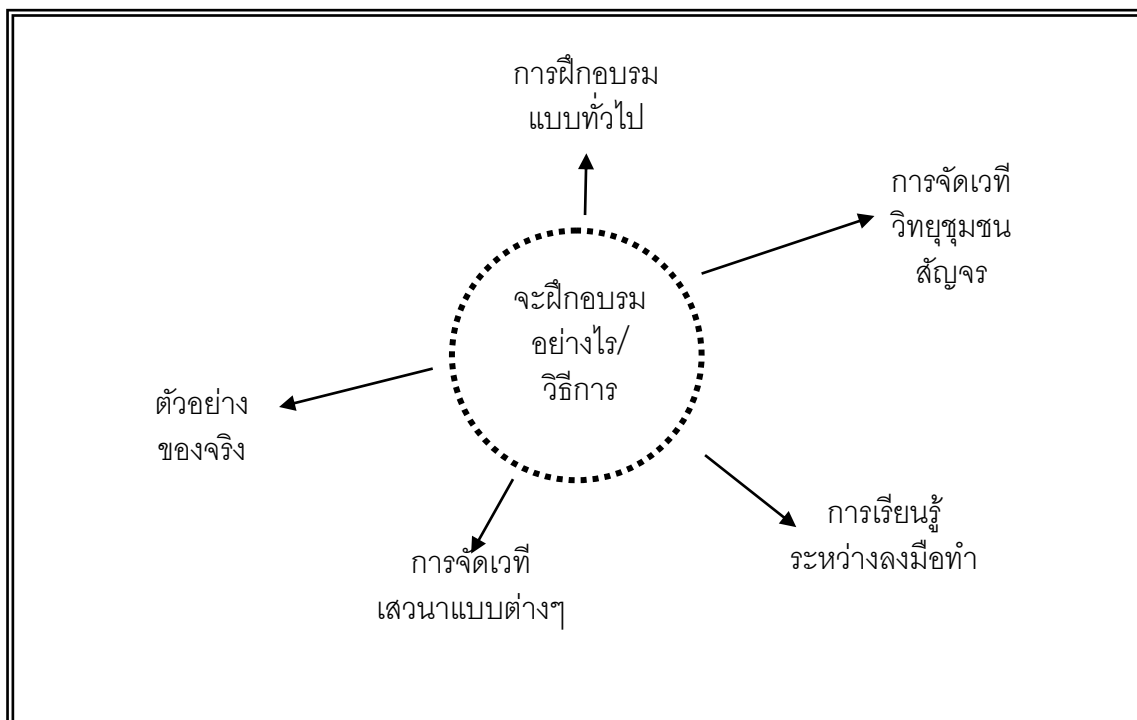 การฝึกอบรม
แบบทั่วไป
การจัดเวที
วิทยุชุมชน
สัญจร
จะฝึกอบรม
อย่างไร/
วิธีการ
ตัวอย่าง
ของจริง
การเรียนรู้
ระหว่างลงมือทำ
การจัดเวที
เสวนาแบบต่างๆ